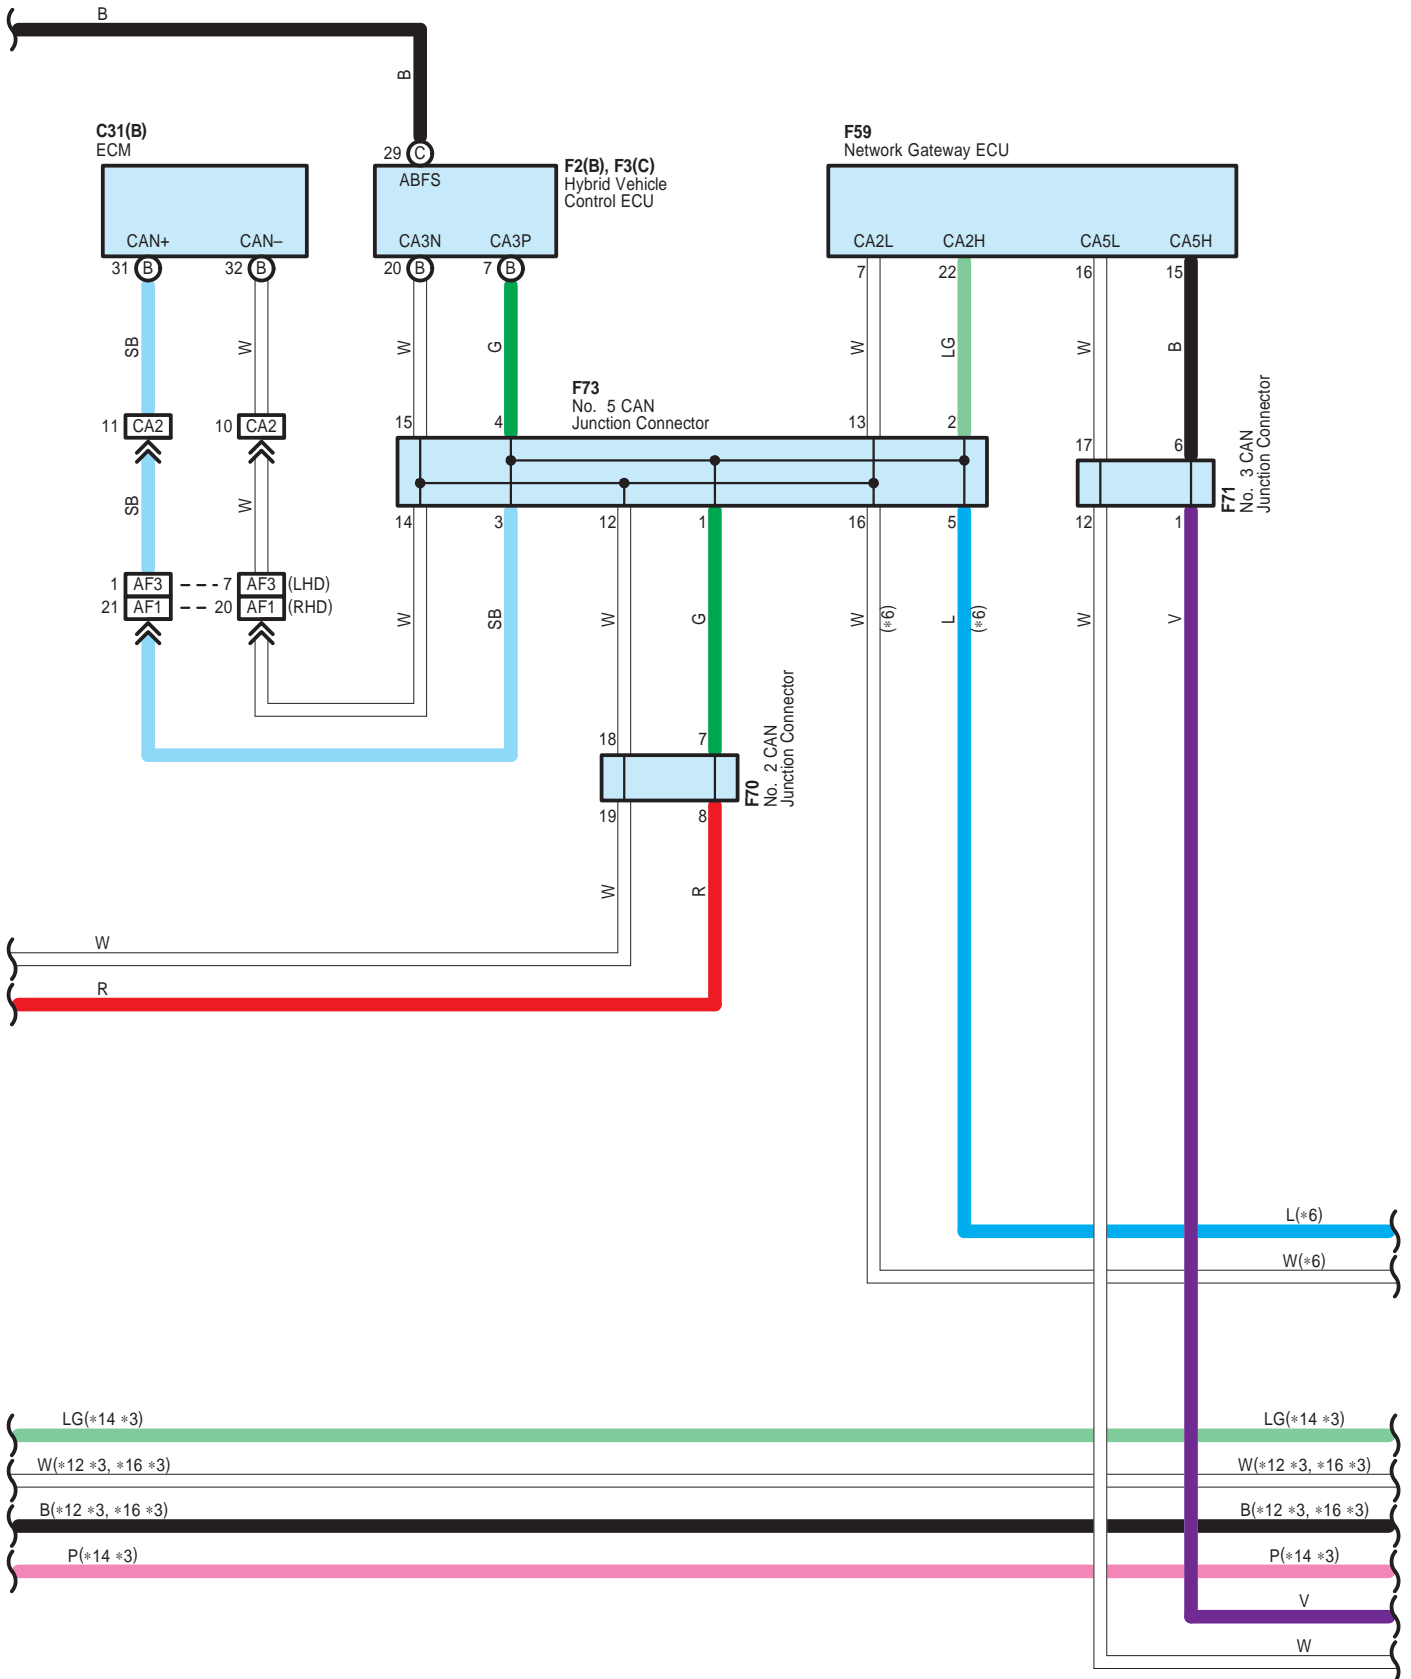 B
B
C31(B)
ECM
29 C
ABFS
F2(B), F3(C)
Hybrid Vehicle
Control ECU
F59
Network Gateway ECU
CAN+ CAN–
CA3N CA3P
CA2L CA2H CA5L CA5H
31 B 32 B
20 B 7 B
7 22 16 15
SB W W G W LG W B
F73
No. 5 CAN
Junction Connector
F71
No. 3 CAN
Junction Connector
11 CA2 10 CA2
15 4 13 2
17 6
SB W
14 3 12 1 16 5
12 1
1 AF3 7 AF3 (LHD)
21 AF1 20 AF1 (RHD)
W SB W G W (*6) L (*6) W V
F70
No. 2 CAN
Junction Connector
18 7
19 8
W R
W
R
L(*6)
W(*6)
LG(*14 *3) LG(*14 *3)
W(*12 *3, *16 *3) W(*12 *3, *16 *3)
B(*12 *3, *16 *3) B(*12 *3, *16 *3)
P(*14 *3) P(*14 *3)
V
W